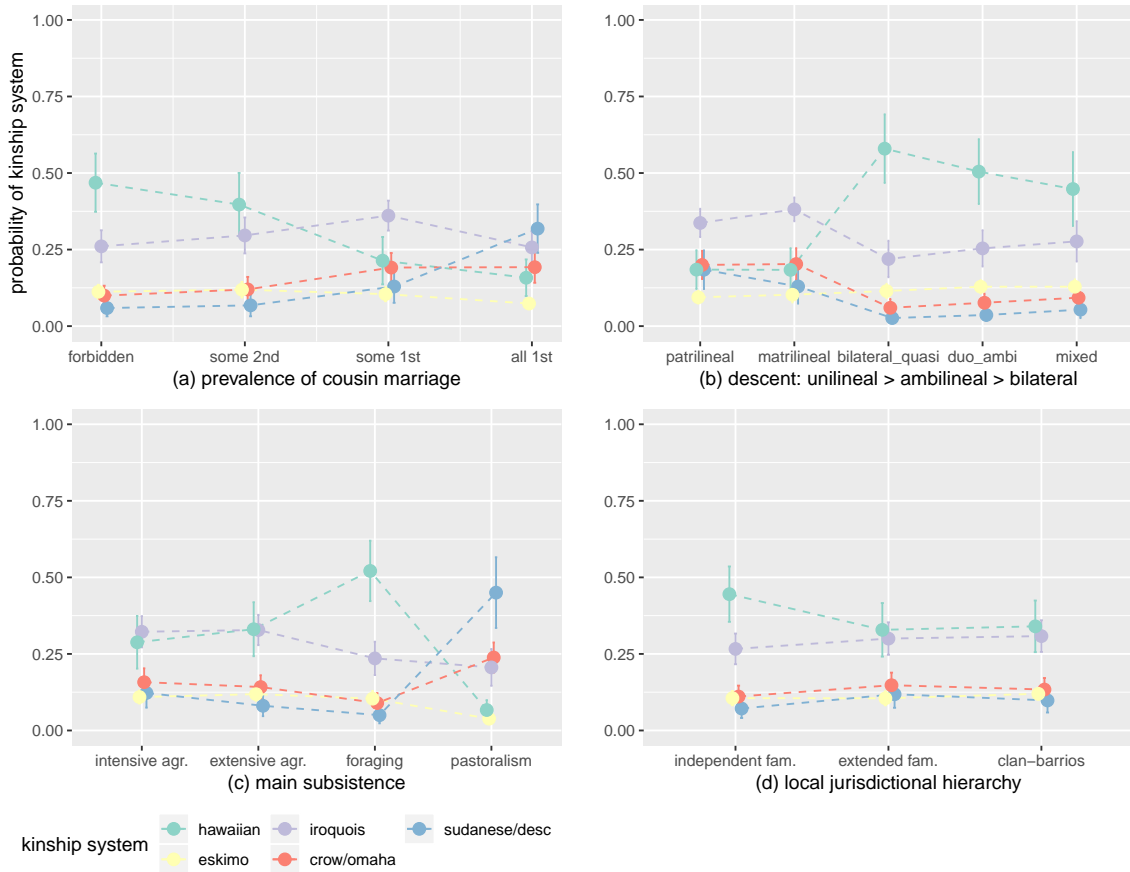 1.00
0.75
0.50
0.25
0.00
probability of kinship system
forbidden some 2nd some 1st all 1st
(a) prevalence of cousin marriage
1.00
0.75
0.50
0.25
0.00
patrilineal matrilineal bilateral_quasi duo_ambi mixed
(b) descent: unilineal > ambilineal > bilateral
1.00
0.75
0.50
0.25
0.00
intensive agr. extensive agr. foraging pastoralism
(c) main subsistence
1.00
0.75
0.50
0.25
0.00
independent fam. extended fam. clan−barrios
(d) local jurisdictional hierarchy
kinship system
hawaiian iroquois sudanese/desc
eskimo crow/omaha